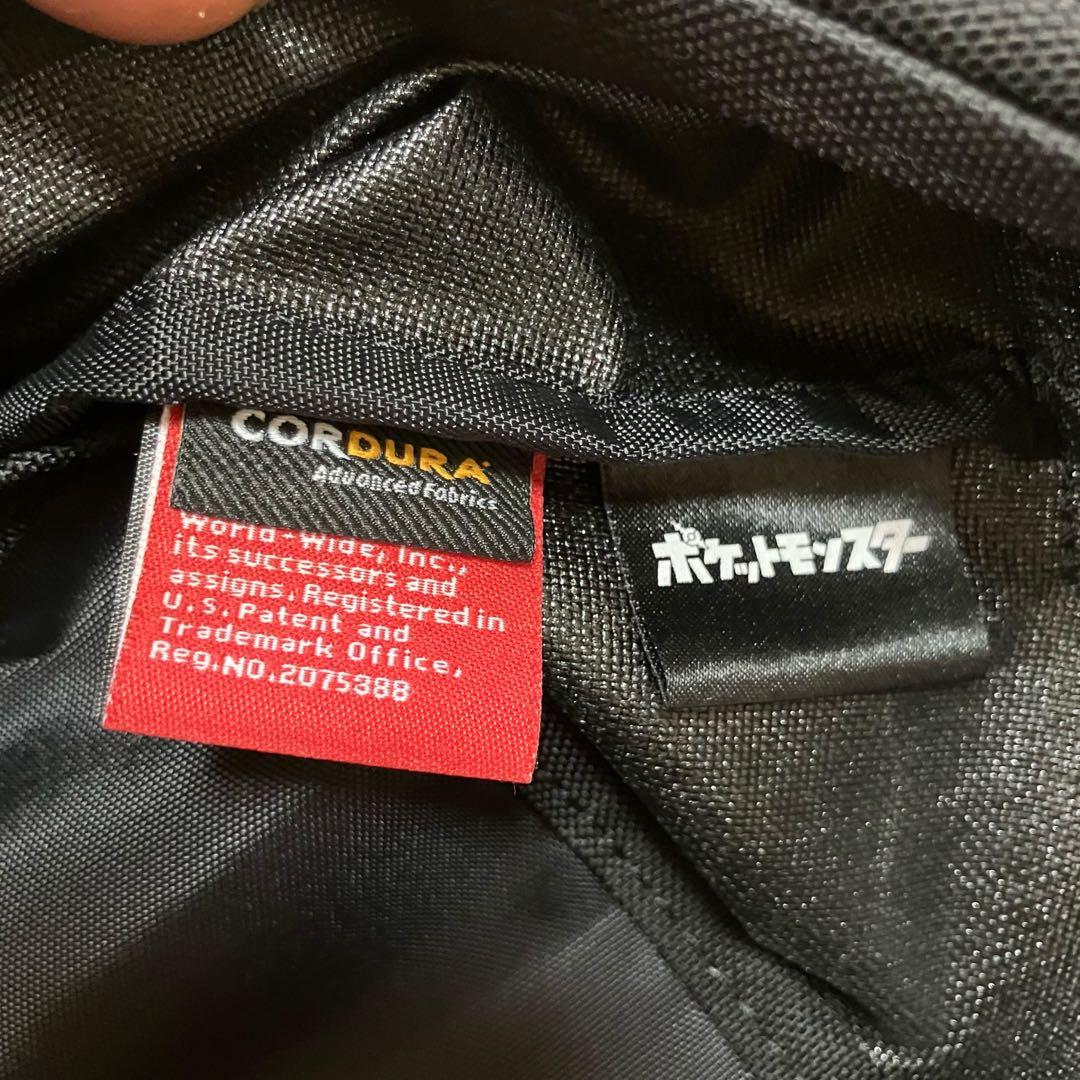 CORDURA
Advanced Fabrics
World-Wide, Inc.,
its successors and
assigns. Registered in
U.S. Patent and
Trademark Office,
Reg.NO.2075388
ポケットモンスター